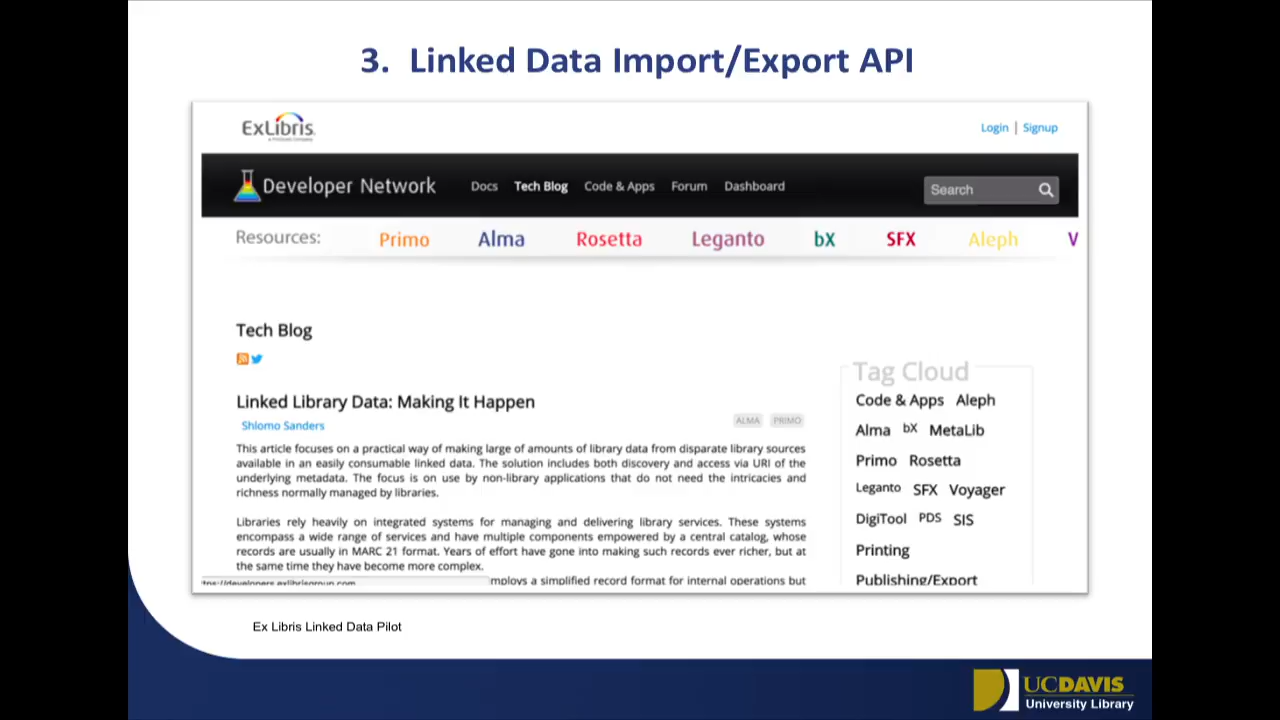 3. Linked Data Import/Export API
ExLibris
Login | Signup
Developer Network
Docs Tech Blog Code & Apps Forum Dashboard
Search
Resources: Primo Alma Rosetta Leganto bX SFX Aleph V
Tech Blog
Linked Library Data: Making It Happen
Shlomo Sanders
ALMA PRIMO
This article focuses on a practical way of making large of amounts of library data from disparate library sources
available in an easily consumable linked data. The solution includes both discovery and access via URI of the
underlying metadata. The focus is on use by non-library applications that do not need the intricacies and
richness normally managed by libraries.
Libraries rely heavily on integrated systems for managing and delivering library services. These systems
encompass a wide range of services and have multiple components empowered by a central catalog, whose
records are usually in MARC 21 format. Years of effort have gone into making such records ever richer, but at
the same time they have become more complex.
mploys a simplified record format for internal operations but
Tag Cloud
Code & Apps Aleph
Alma bX MetaLib
Primo Rosetta
Leganto SFX Voyager
DigiTool PDS SIS
Printing
Publishing/Export
Ex Libris Linked Data Pilot
UCDAVIS
University Library